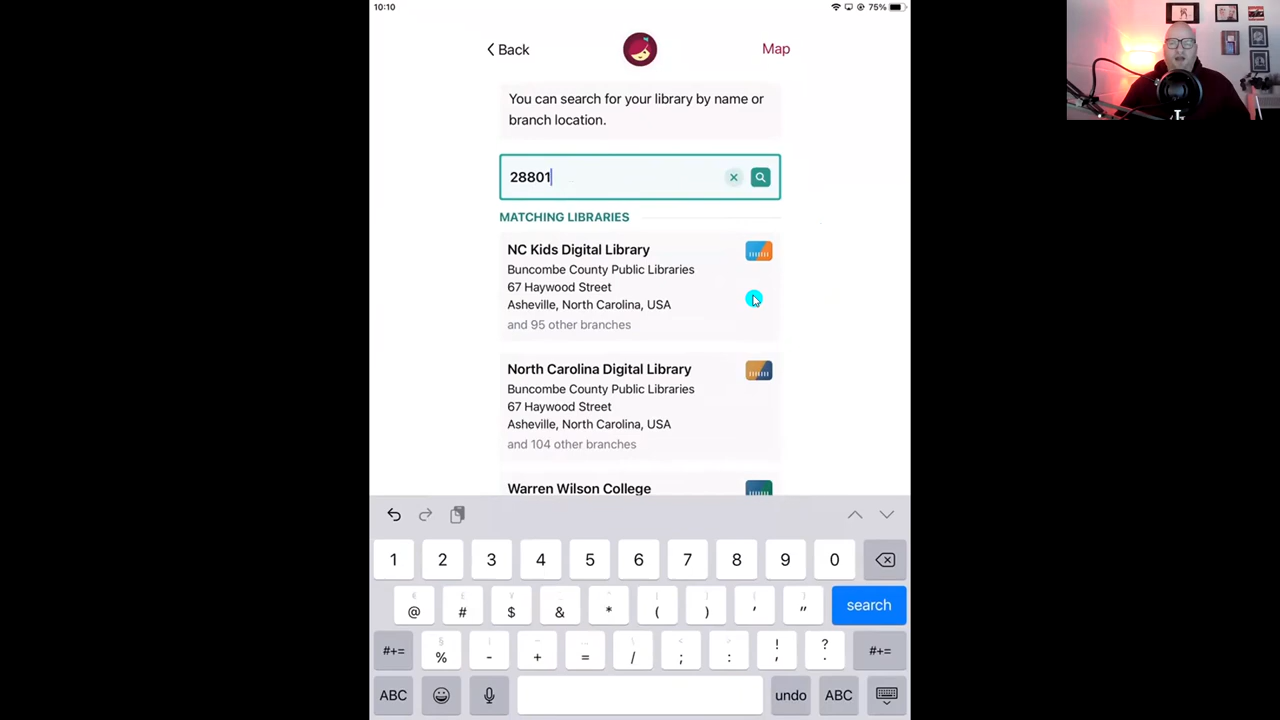 10:10
75%
Back
Map
You can search for your library by name or
branch location.
28801
MATCHING LIBRARIES
NC Kids Digital Library
Buncombe County Public Libraries
67 Haywood Street
Asheville, North Carolina, USA
and 95 other branches
North Carolina Digital Library
Buncombe County Public Libraries
67 Haywood Street
Asheville, North Carolina, USA
and 104 other branches
Warren Wilson College
1 2 3 4 5 6 7 8 9 0
@ # $ & * ( ) ' " search
#+= % - + = / ; : ! , ? . #+=
ABC undo ABC